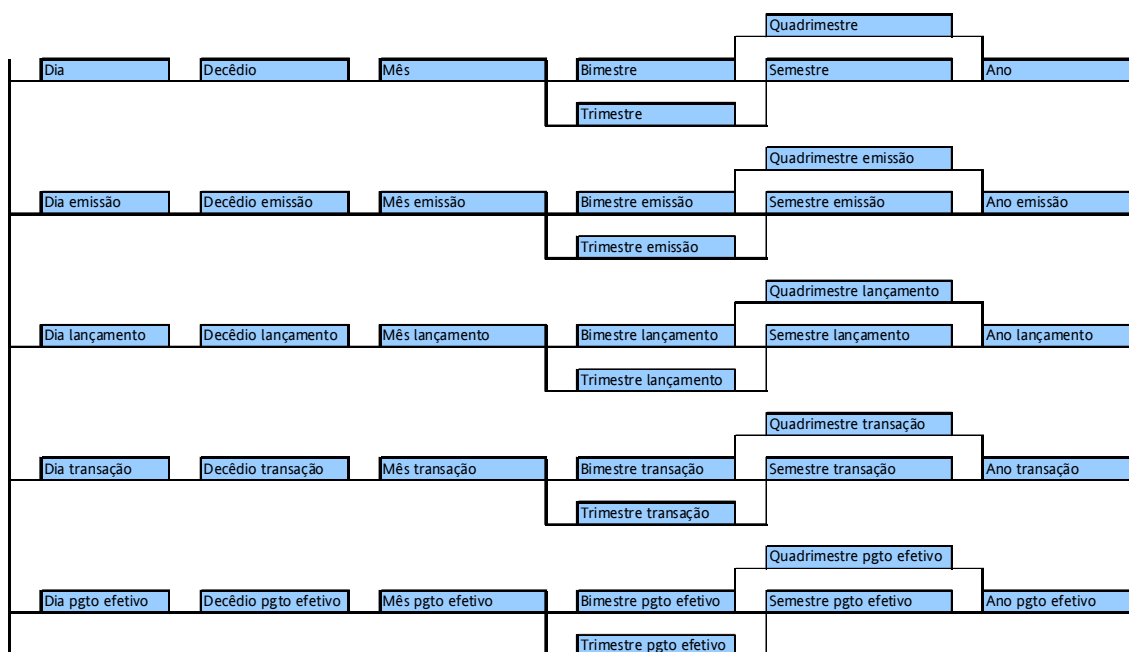 Quadrimestre
Dia
Decêdio
Mês
Bimestre
Semestre
Ano
Trimestre
Quadrimestre emissão
Dia emissão
Decêdio emissão
Mês emissão
Bimestre emissão
Semestre emissão
Ano emissão
Trimestre emissão
Quadrimestre lançamento
Dia lançamento
Decêdio lançamento
Mês lançamento
Bimestre lançamento
Semestre lançamento
Ano lançamento
Trimestre lançamento
Quadrimestre transação
Dia transação
Decêdio transação
Mês transação
Bimestre transação
Semestre transação
Ano transação
Trimestre transação
Quadrimestre pgto efetivo
Dia pgto efetivo
Decêdio pgto efetivo
Mês pgto efetivo
Bimestre pgto efetivo
Semestre pgto efetivo
Ano pgto efetivo
Trimestre pgto efetivo